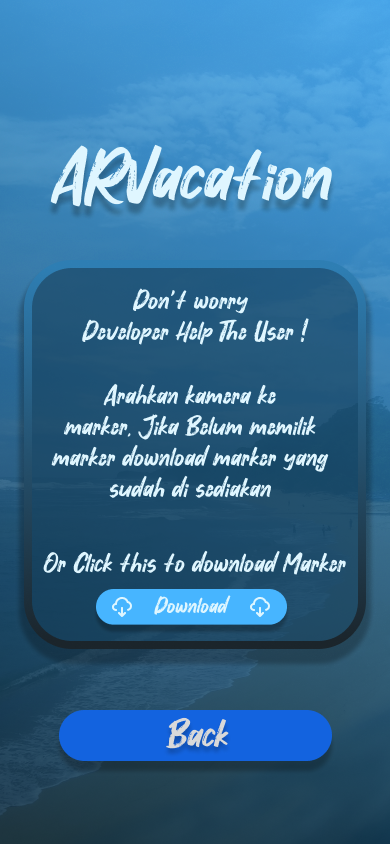 ARVacation
Don't worry
Developer Help The User !
Arahkan kamera ke
marker, Jika Belum memilik
marker download marker yang
sudah di sediakan
Or Click this to download Marker
Download
Back